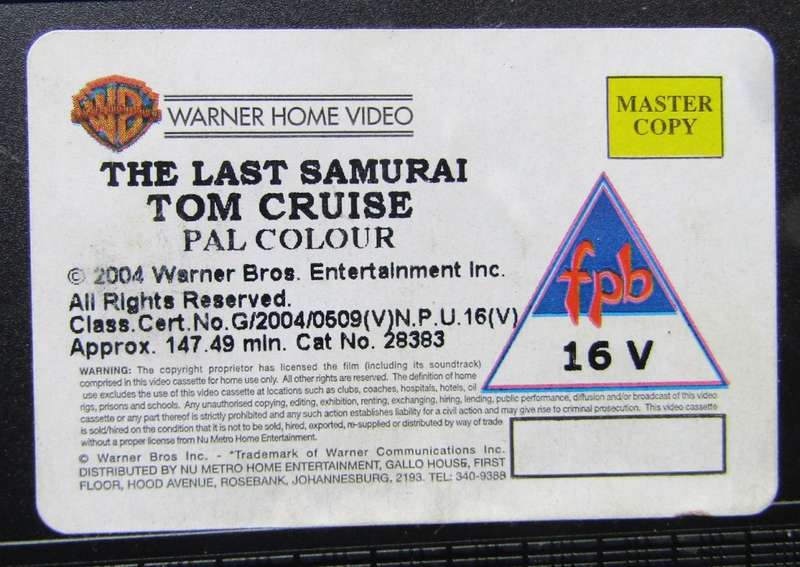 WB
WARNER HOME VIDEO
MASTER
COPY
THE LAST SAMURAI
TOM CRUISE
PAL COLOUR
© 2004 Warner Bros. Entertainment Inc.
All Rights Reserved.
Class.Cert.No.G/2004/0509(V)N.P.U.16(V)
Approx. 147.49 min. Cat No. 28383
fpb
16 V
WARNING: The copyright proprietor has licensed the film (including its soundtrack)
comprised in this video cassette for home use only. All other rights are reserved. The definition of home
use excludes the use of this video cassette at locations such as clubs, coaches, hospitals, hotels, oil
rigs, prisons and schools. Any unauthorised copying, editing, exhibition, renting, exchanging, hiring, lending, public performance, diffusion and/or broadcast of this video
cassette or any part thereof is strictly prohibited and any such action establishes liability for a civil action and may give rise to criminal prosecution. This video cassette
is sold/hired on the condition that it is not to be sold, hired, exported, re-supplied or distributed by way of trade
without a proper license from Nu Metro Home Entertainment.
© Warner Bros Inc. - *Trademark of Warner Communications Inc.
DISTRIBUTED BY NU METRO HOME ENTERTAINMENT, GALLO HOUSE, FIRST
FLOOR, HOOD AVENUE, ROSEBANK, JOHANNESBURG, 2193. TEL: 340-9388